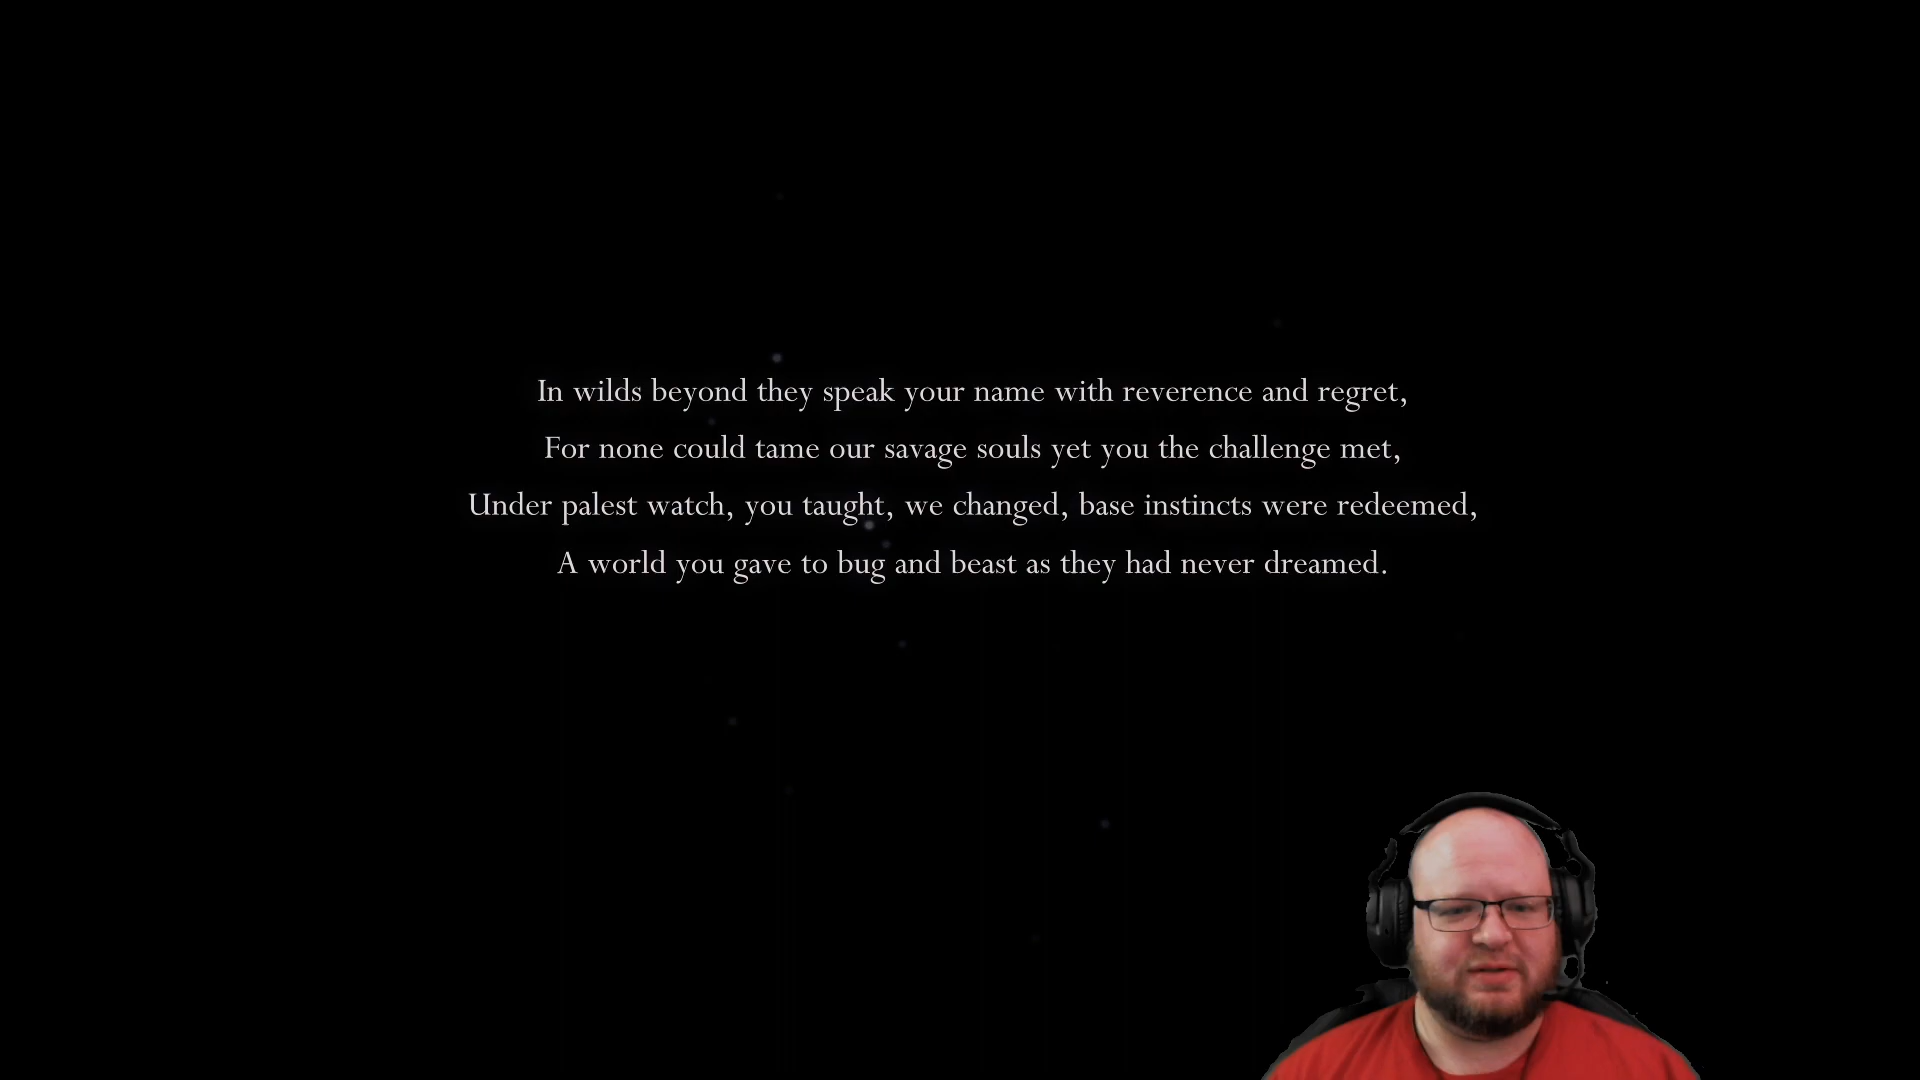 In wilds beyond they speak your name with reverence and regret,
For none could tame our savage souls yet you the challenge met,
Under palest watch, you taught, we changed, base instincts were redeemed,
A world you gave to bug and beast as they had never dreamed.